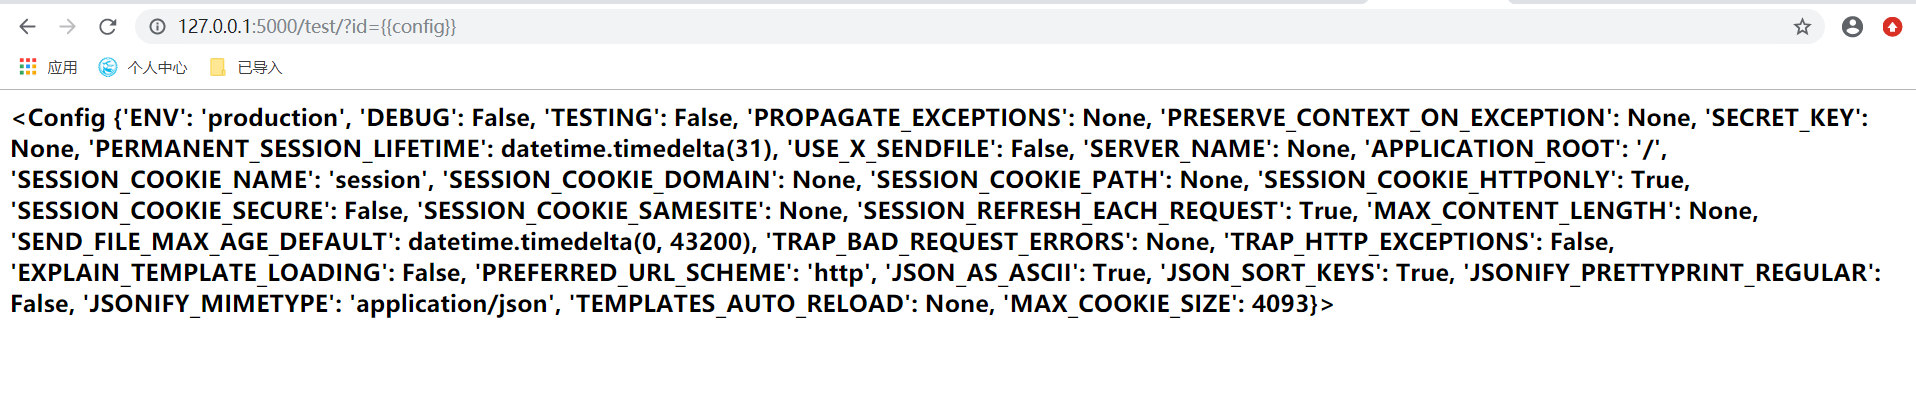 127.0.0.1:5000/test/?id={{config}}
应用 个人中心 已导入
<Config {'ENV': 'production', 'DEBUG': False, 'TESTING': False, 'PROPAGATE_EXCEPTIONS': None, 'PRESERVE_CONTEXT_ON_EXCEPTION': None, 'SECRET_KEY':
None, 'PERMANENT_SESSION_LIFETIME': datetime.timedelta(31), 'USE_X_SENDFILE': False, 'SERVER_NAME': None, 'APPLICATION_ROOT': '/',
'SESSION_COOKIE_NAME': 'session', 'SESSION_COOKIE_DOMAIN': None, 'SESSION_COOKIE_PATH': None, 'SESSION_COOKIE_HTTPONLY': True,
'SESSION_COOKIE_SECURE': False, 'SESSION_COOKIE_SAMESITE': None, 'SESSION_REFRESH_EACH_REQUEST': True, 'MAX_CONTENT_LENGTH': None,
'SEND_FILE_MAX_AGE_DEFAULT': datetime.timedelta(0, 43200), 'TRAP_BAD_REQUEST_ERRORS': None, 'TRAP_HTTP_EXCEPTIONS': False,
'EXPLAIN_TEMPLATE_LOADING': False, 'PREFERRED_URL_SCHEME': 'http', 'JSON_AS_ASCII': True, 'JSON_SORT_KEYS': True, 'JSONIFY_PRETTYPRINT_REGULAR':
False, 'JSONIFY_MIMETYPE': 'application/json', 'TEMPLATES_AUTO_RELOAD': None, 'MAX_COOKIE_SIZE': 4093}>